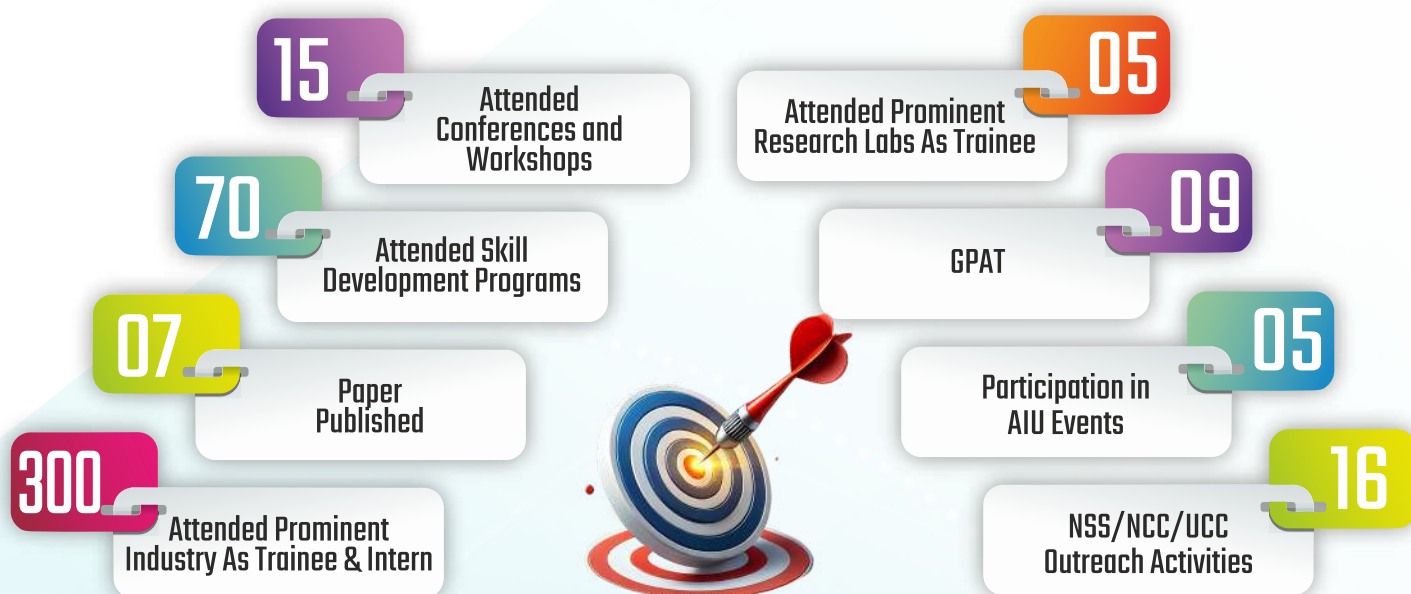 15
Attended
Conferences and
Workshops
70
Attended Skill
Development Programs
07
Paper
Published
300
Attended Prominent
Industry As Trainee & Intern
05
Attended Prominent
Research Labs As Trainee
09
GPAT
05
Participation in
AIU Events
16
NSS/NCC/UCC
Outreach Activities